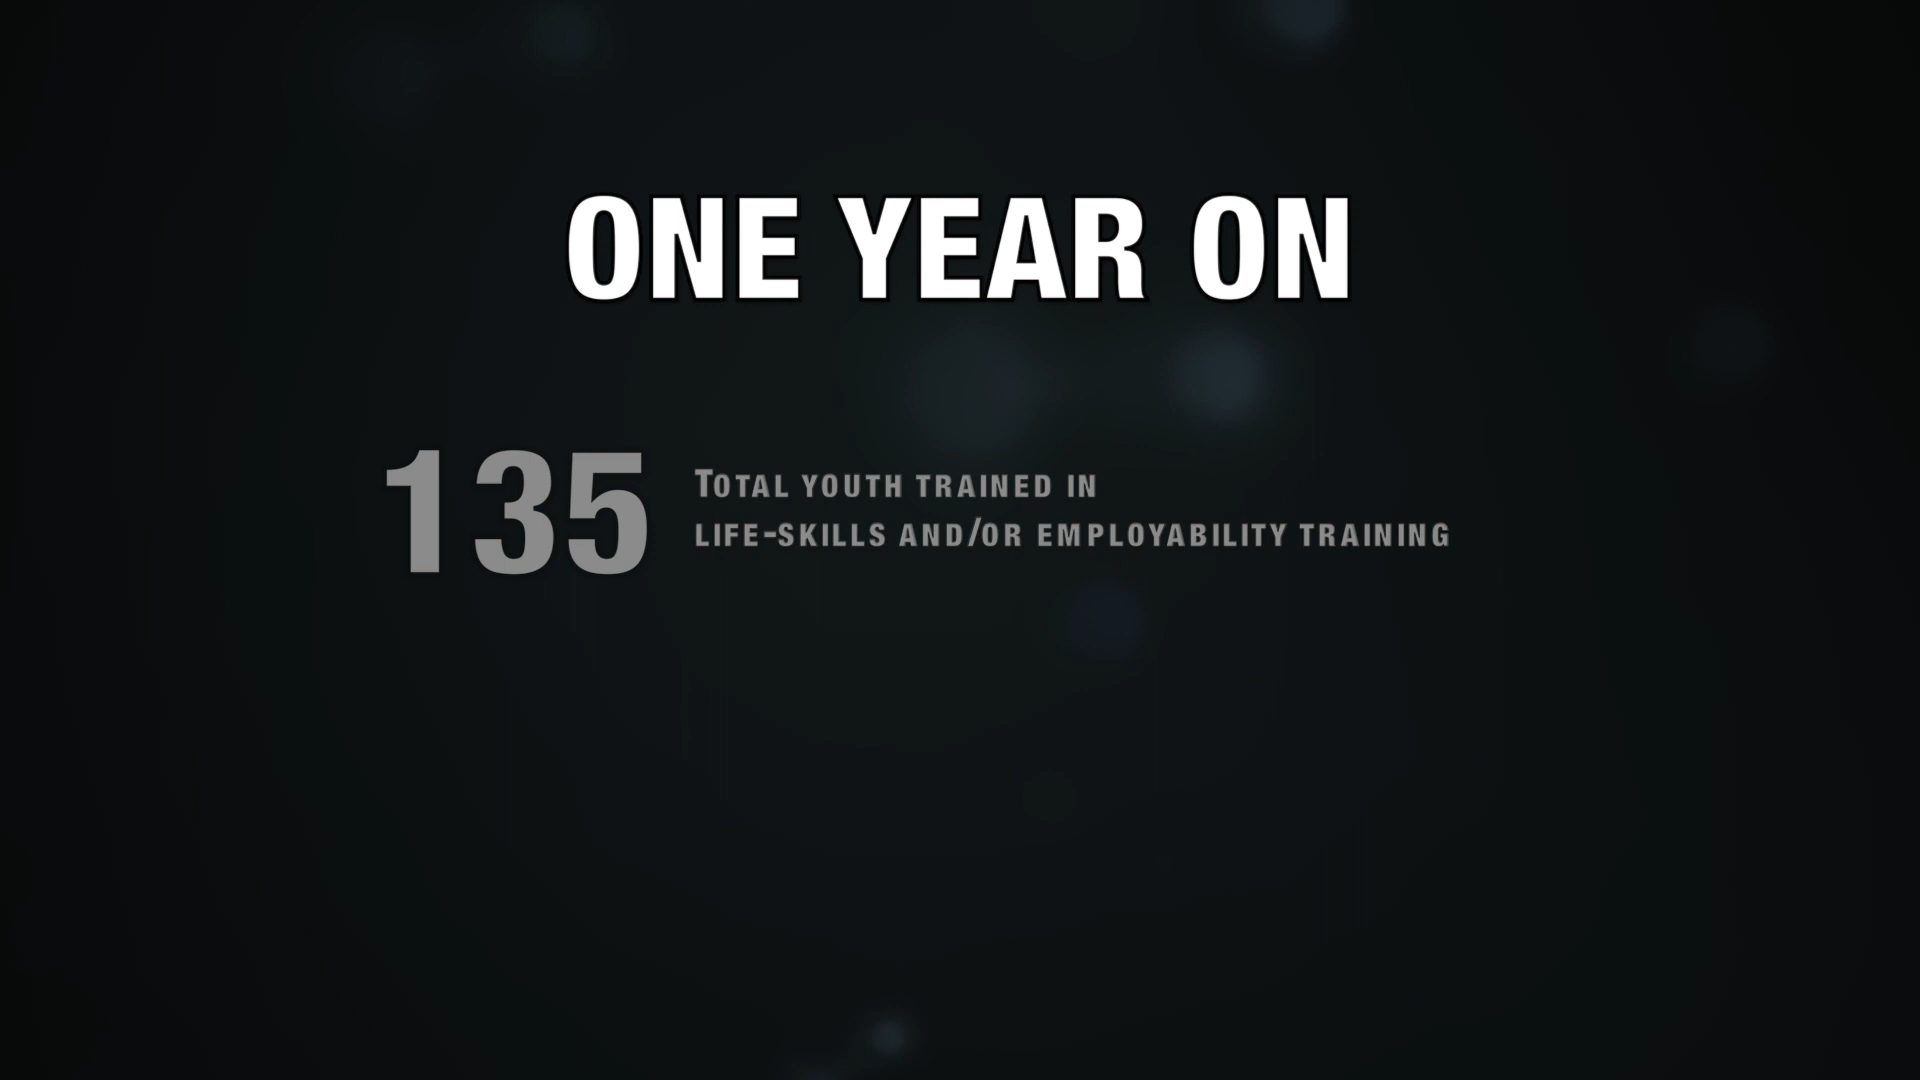 ONE YEAR ON
135
TOTAL YOUTH TRAINED IN
LIFE-SKILLS AND/OR EMPLOYABILITY TRAINING